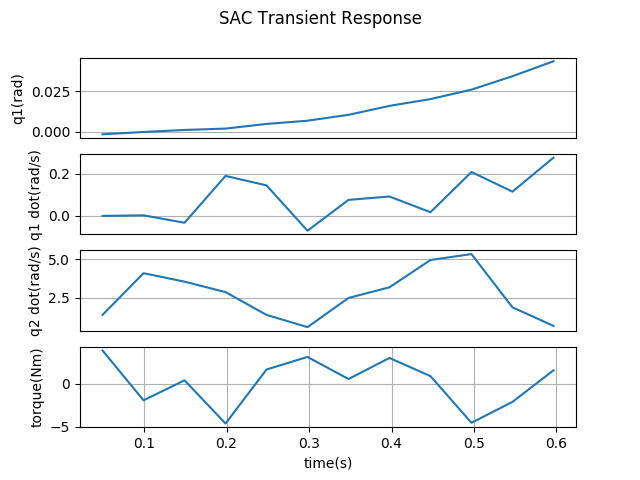 SAC Transient Response
q1(rad)
0.025
0.000
q1 dot(rad/s)
0.2
0.0
q2 dot(rad/s)
5.0
2.5
torque(Nm)
0
−5
0.1 0.2 0.3 0.4 0.5 0.6
time(s)